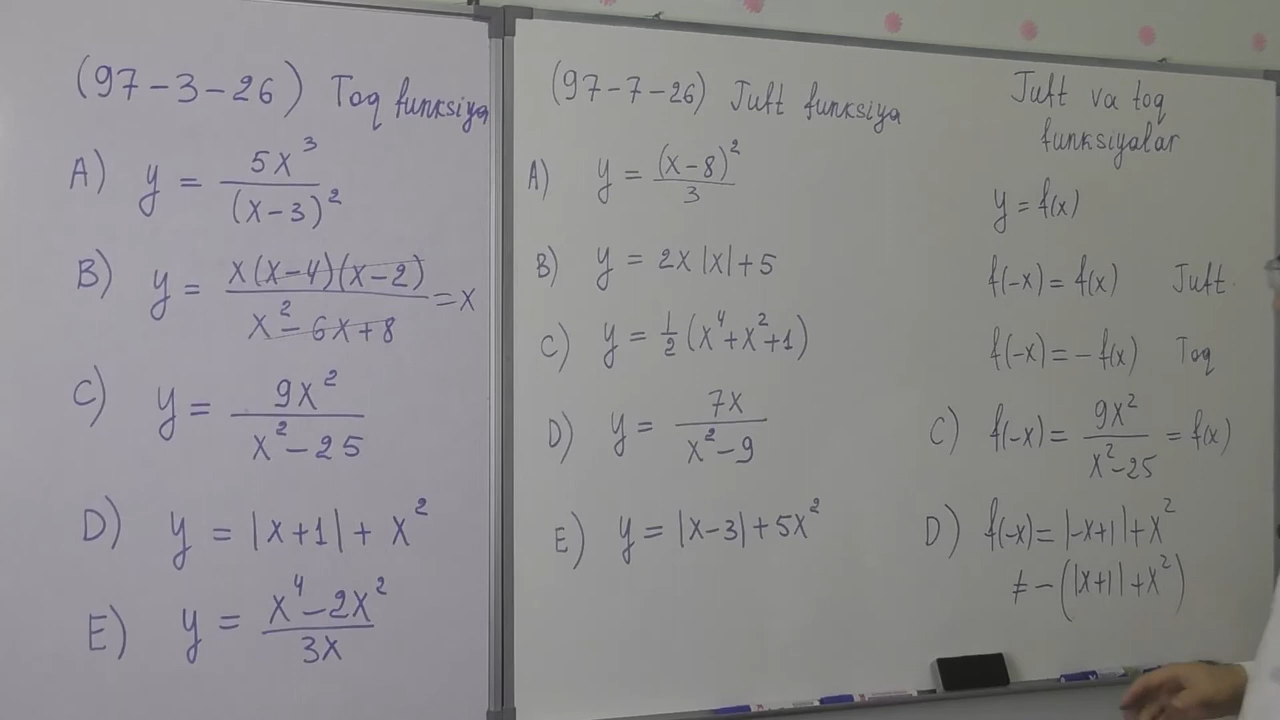 (97-3-26) Toq funksiya
A) y = 5x³/(x-3)²
B) y = x(x-4)(x-2)/x²-6x+8 = x
C) y = 9x²/x²-25
D) y = |x+1| + x²
E) y = x⁴-2x²/3x
(97-7-26) Juft funksiya
A) y = (x-8)²/3
B) y = 2x|x|+5
C) y = 1/2(x⁴+x²+1)
D) y = 7x/x²-9
E) y = |x-3|+5x²
Juft va toq
funksiyalar
y = f(x)
f(-x) = f(x) Juft
f(-x) = -f(x) Toq
C) f(-x) = 9x²/x²-25 = f(x)
D) f(-x) = |-x+1|+x²
≠ -(|x+1|+x²)